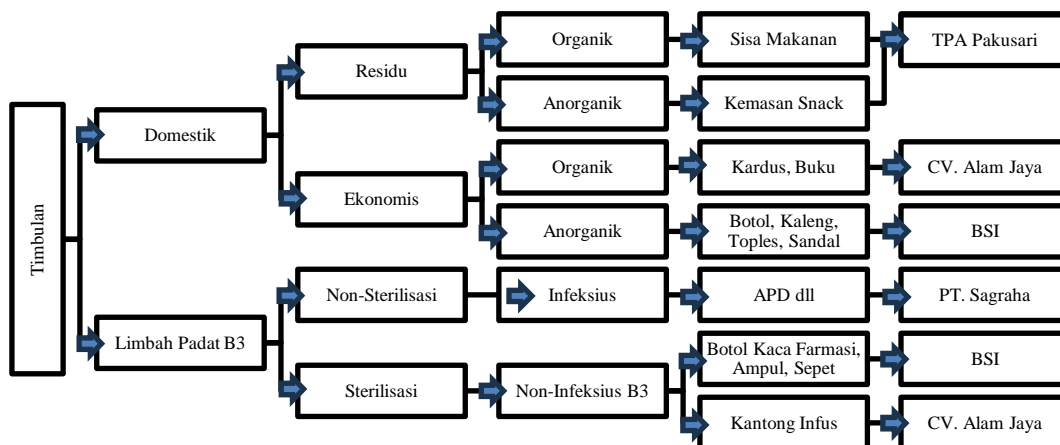 Timbulan
Domestik
Limbah Padat B3
Residu
Ekonomis
Non-Sterilisasi
Sterilisasi
Organik
Anorganik
Organik
Anorganik
Infeksius
Non-Infeksius B3
Sisa Makanan
Kemasan Snack
Kardus, Buku
Botol, Kaleng,
Toples, Sandal
APD dll
Botol Kaca Farmasi,
Ampul, Sepet
Kantong Infus
TPA Pakusari
CV. Alam Jaya
BSI
PT. Sagraha
BSI
CV. Alam Jaya